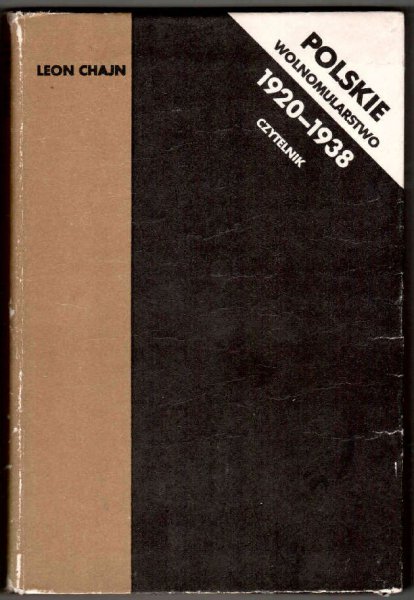 LEON CHAJN
POLSKIE
WOLNOMULARSTWO
1920–1938
CZYTELNIK